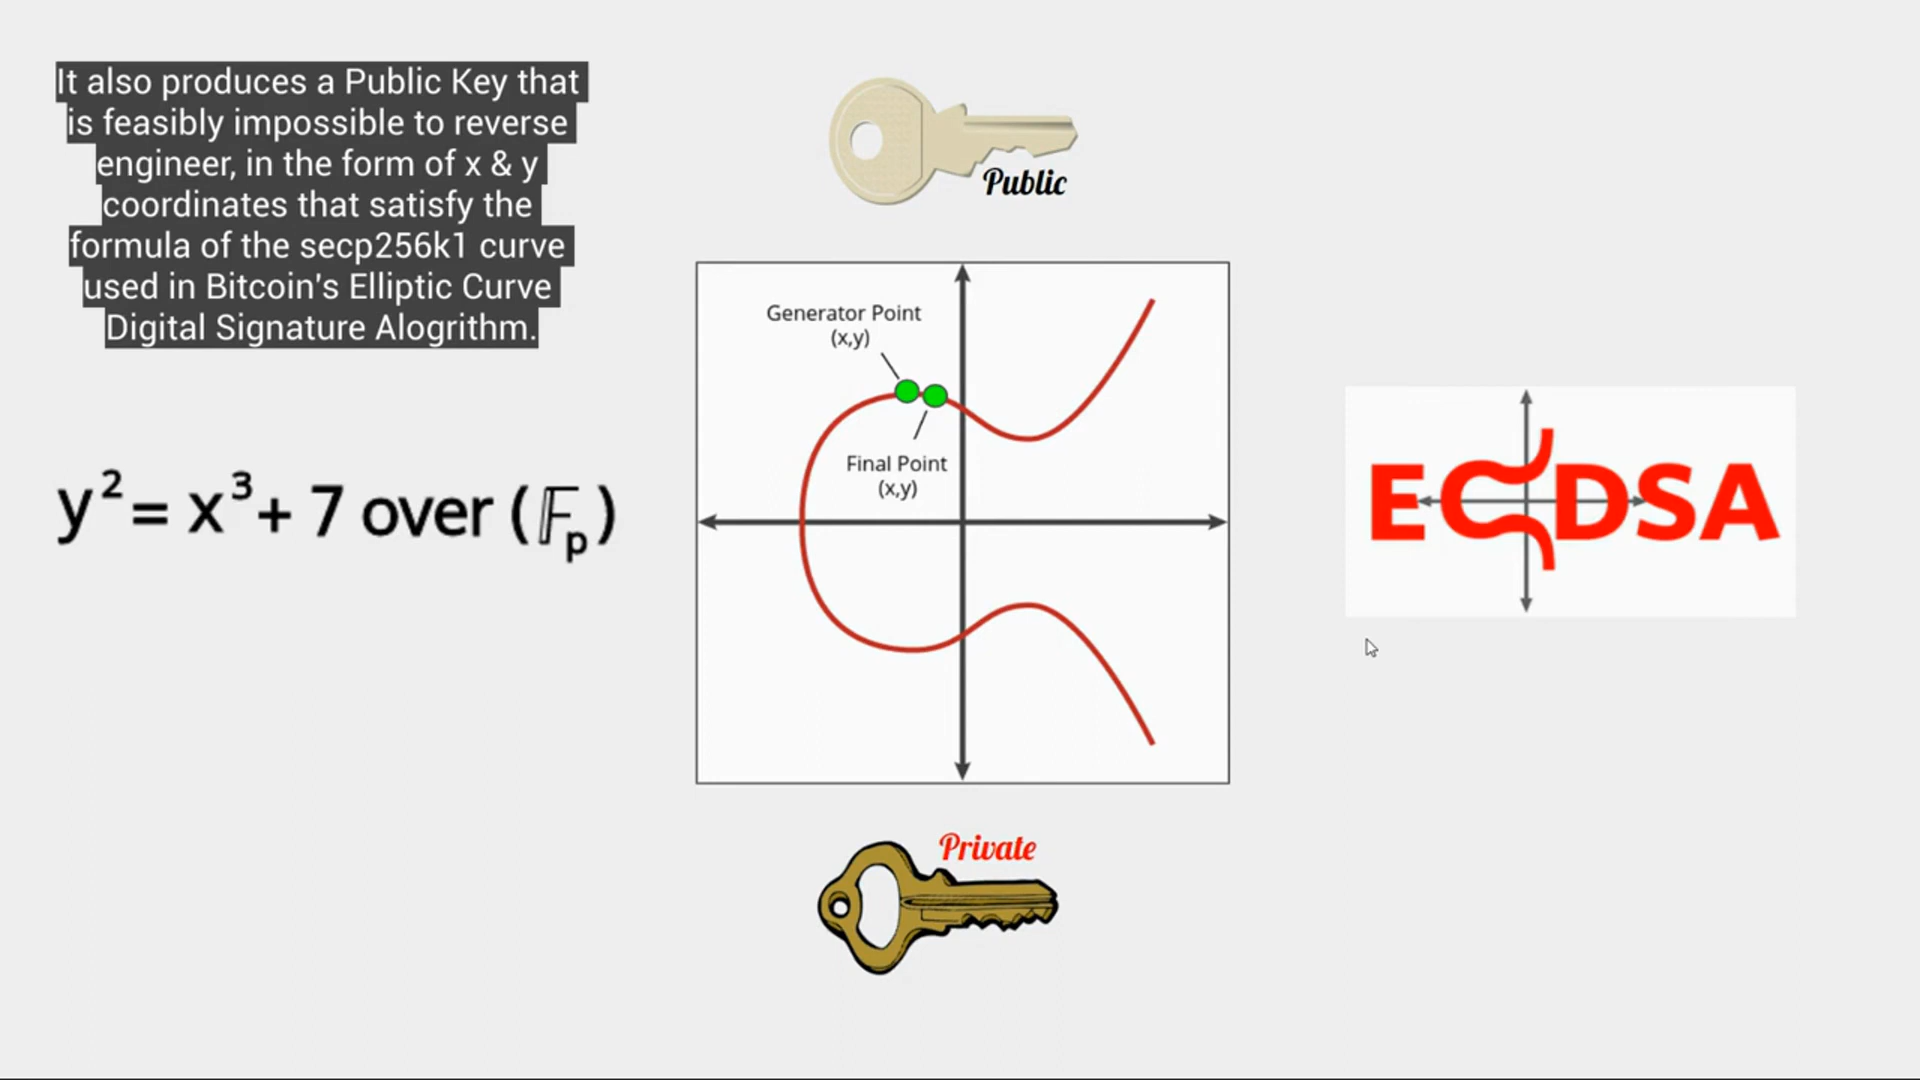 It also produces a Public Key that
is feasibly impossible to reverse
engineer, in the form of x & y
coordinates that satisfy the
formula of the secp256k1 curve
used in Bitcoin's Elliptic Curve
Digital Signature Alogrithm.
y² = x³ + 7 over (𝔽ₚ)
Public
Generator Point
(x,y)
Final Point
(x,y)
ECDSA
Private